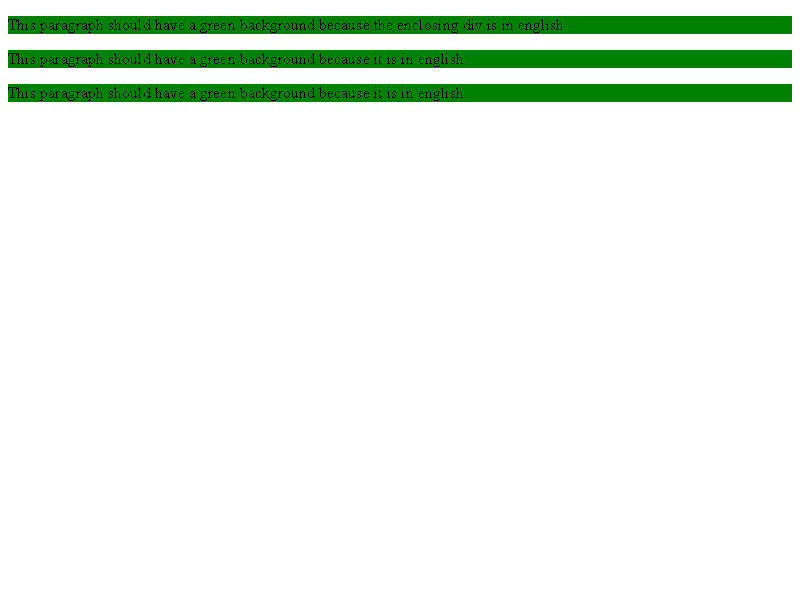 This paragraph should have a green background because the enclosing div is in english.
This paragraph should have a green background because it is in english.
This paragraph should have a green background because it is in english.